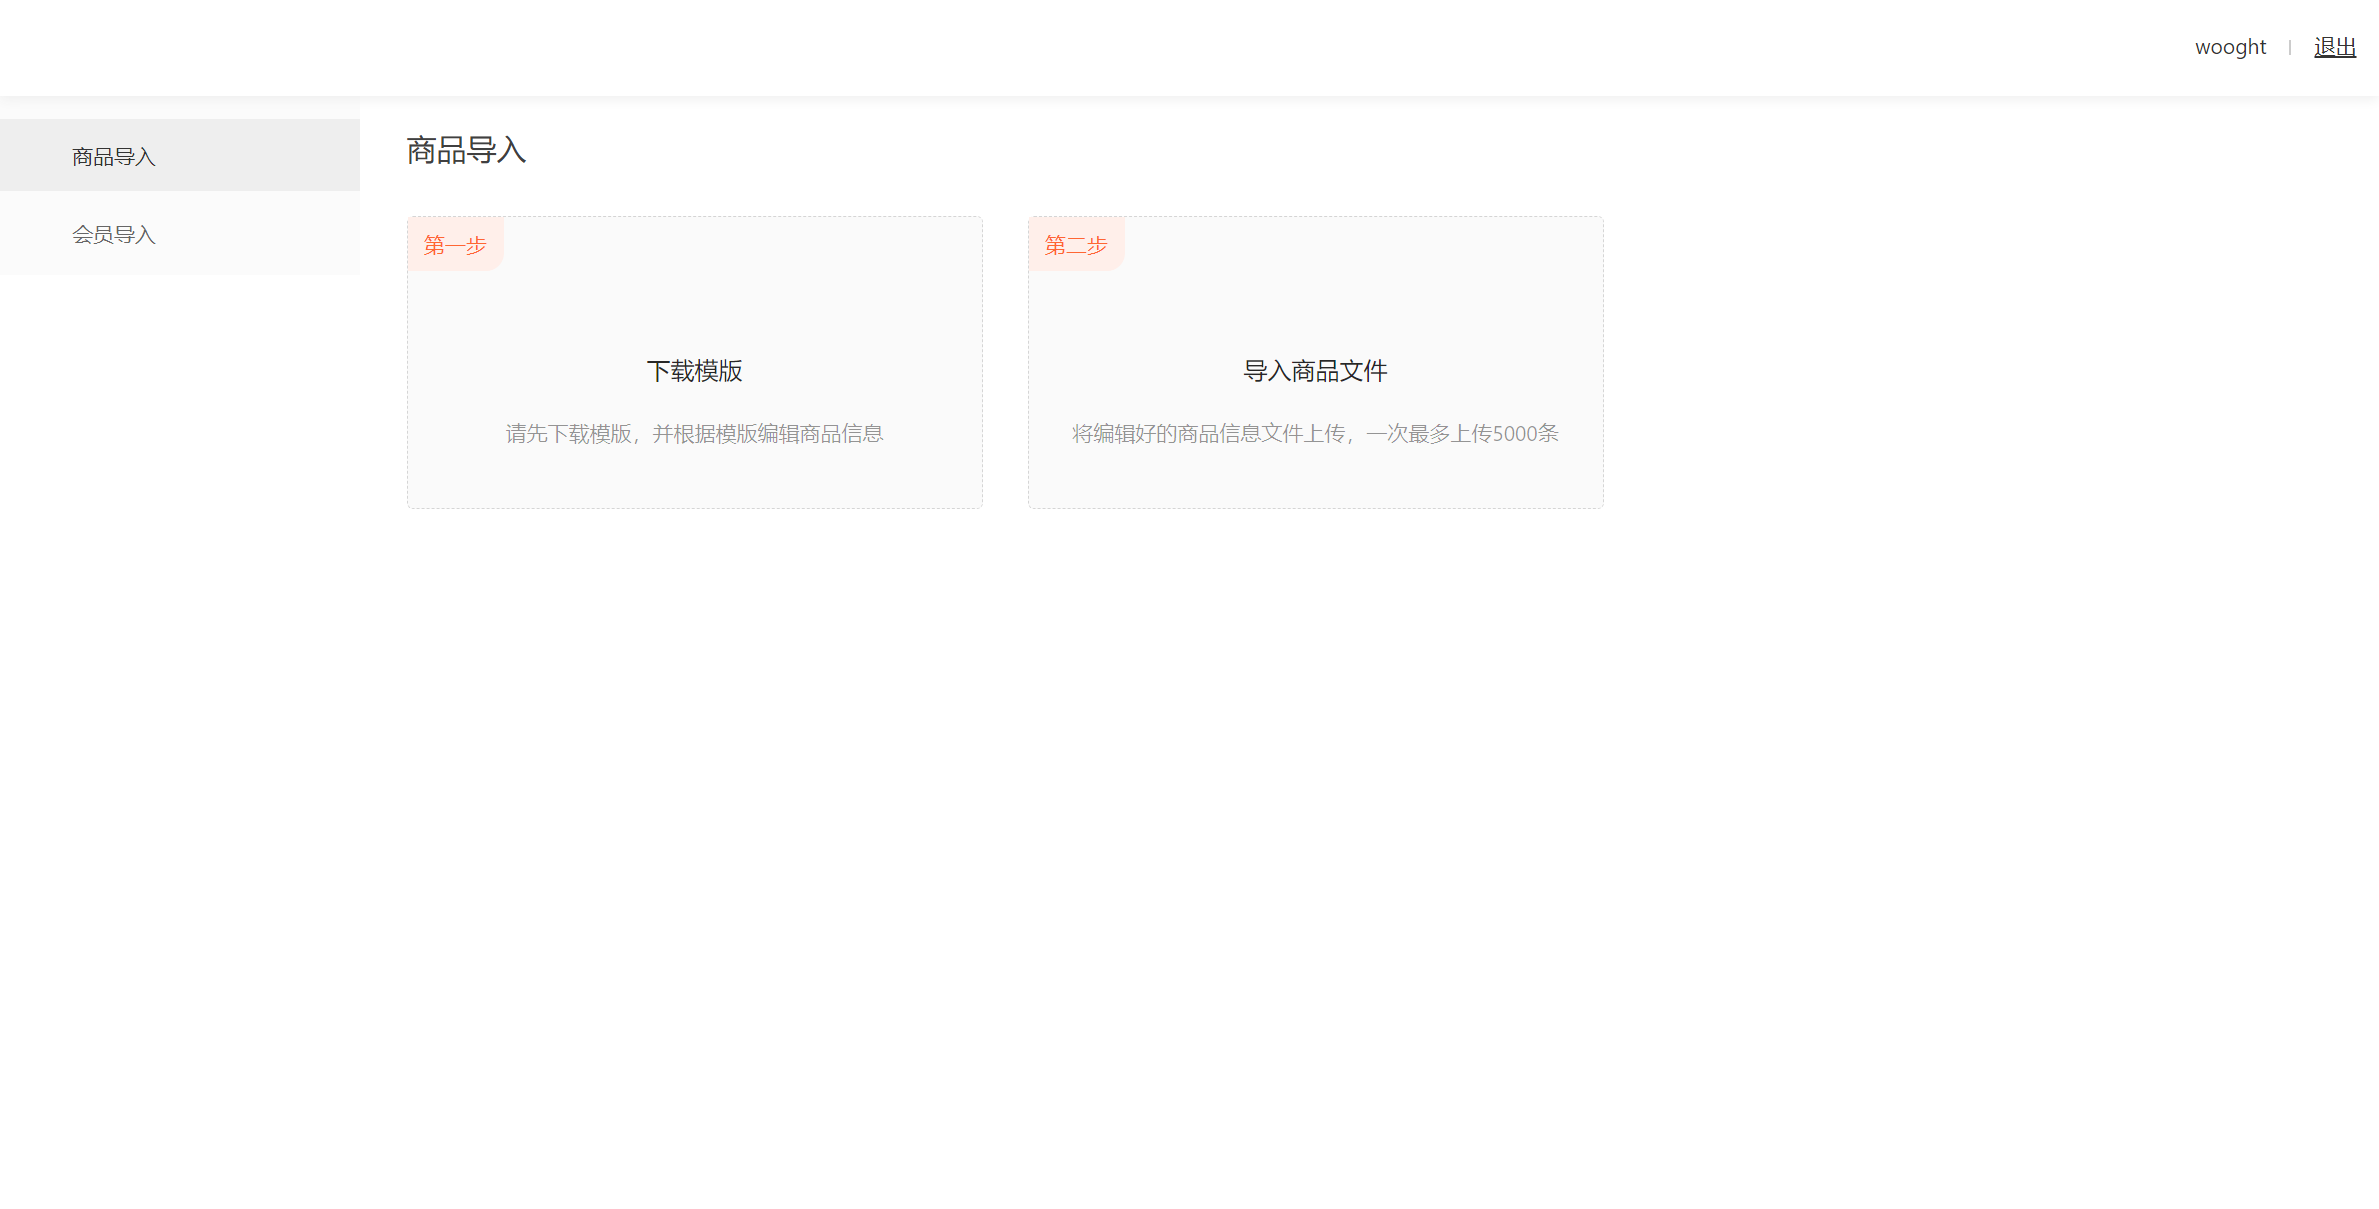 wooght
退出
商品导入
会员导入
商品导入
第一步
下载模版
请先下载模版，并根据模版编辑商品信息
第二步
导入商品文件
将编辑好的商品信息文件上传，一次最多上传5000条